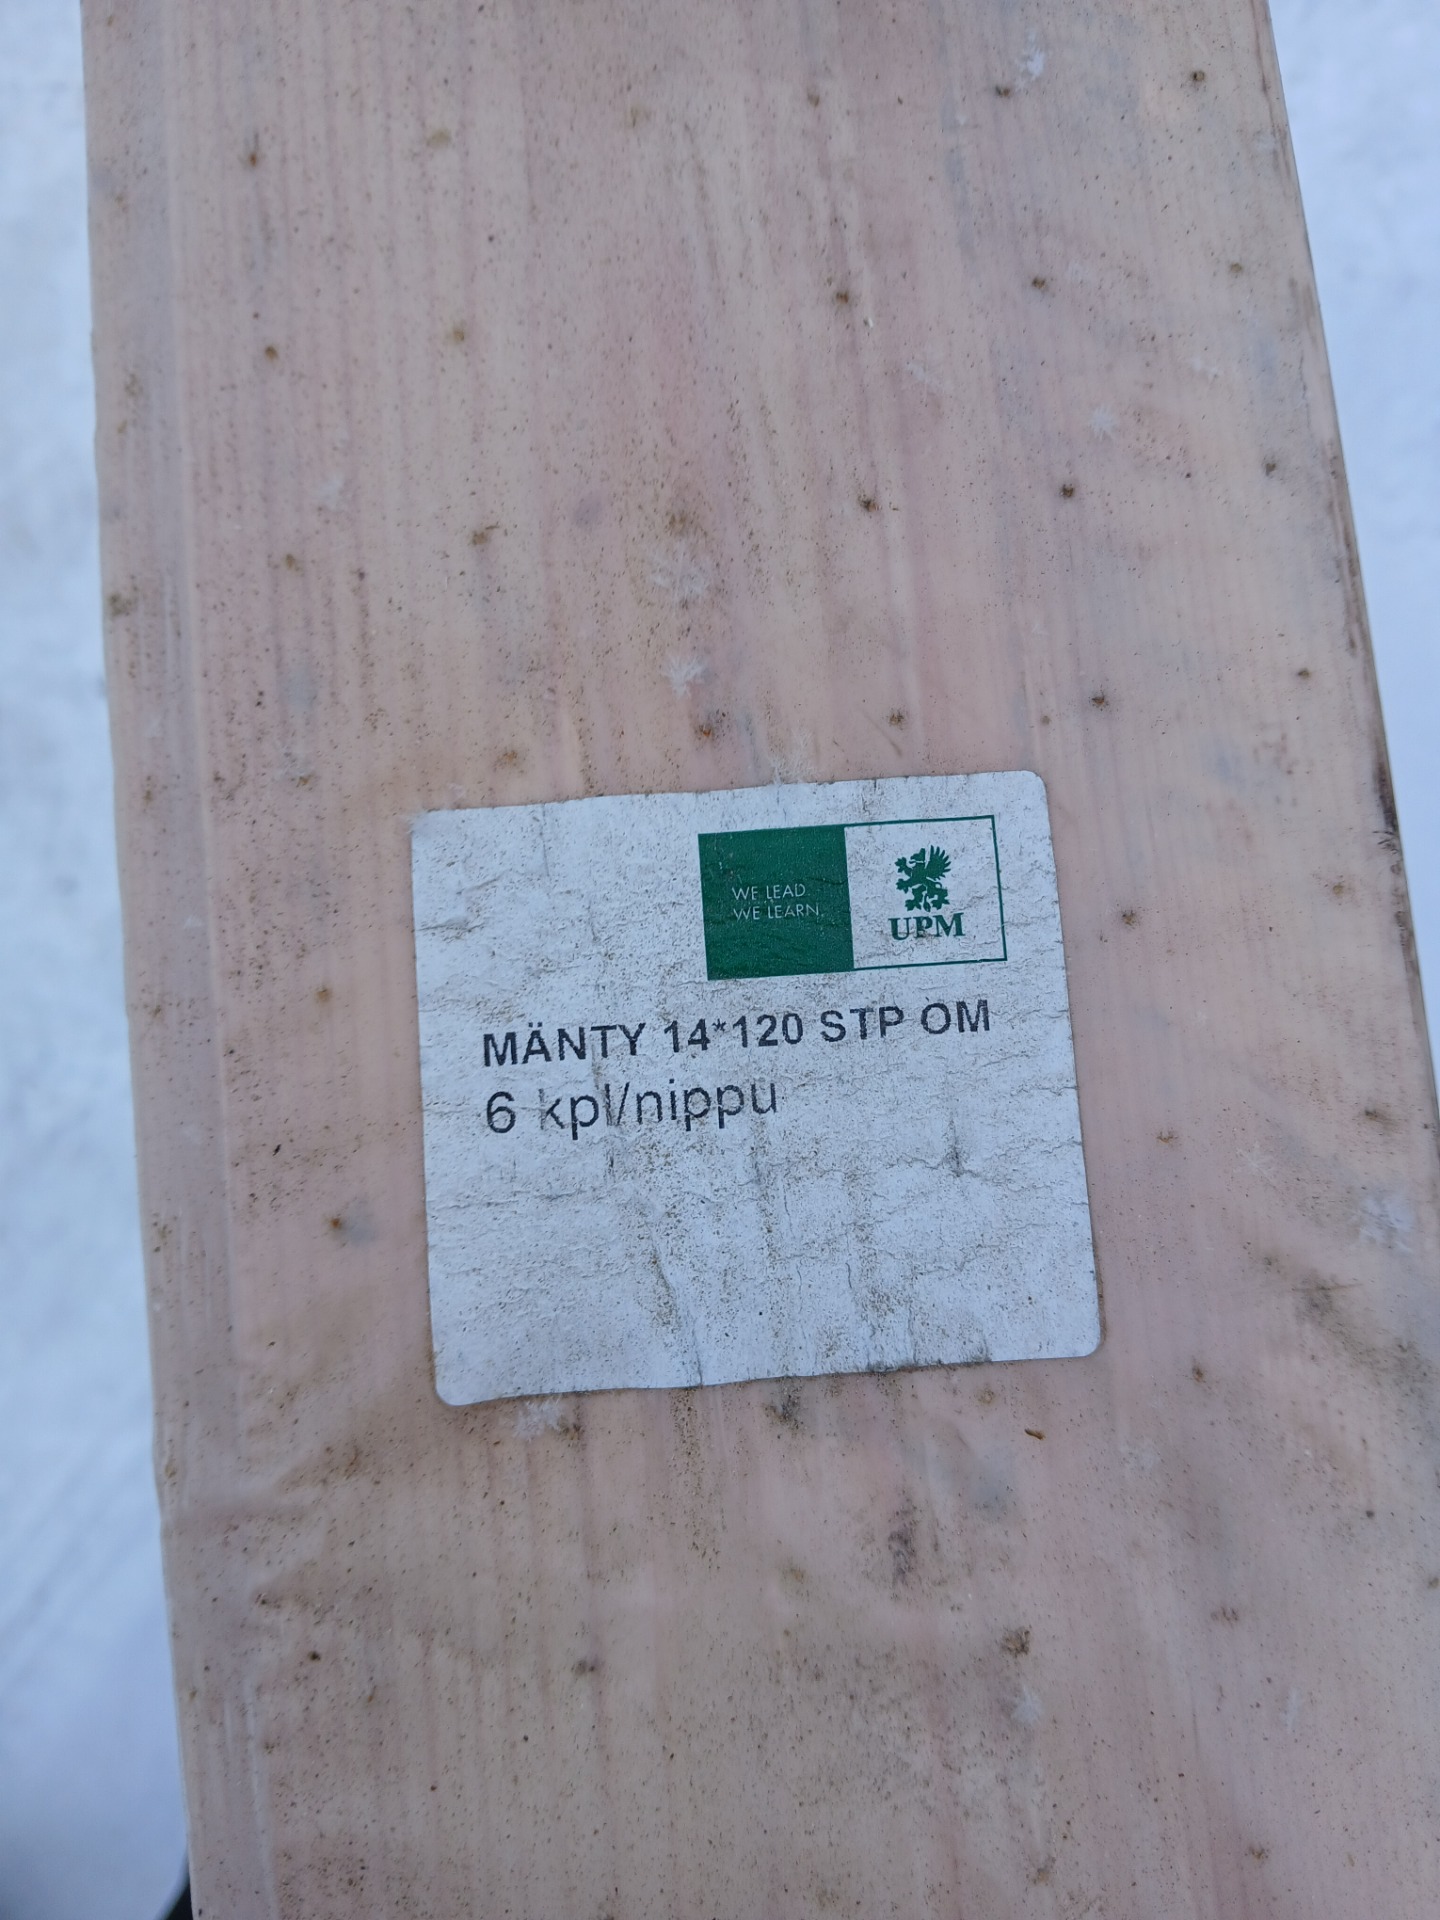 WE LEAD.
WE LEARN.
UPM
MÄNTY 14*120 STP OM
6 kpl/nippu